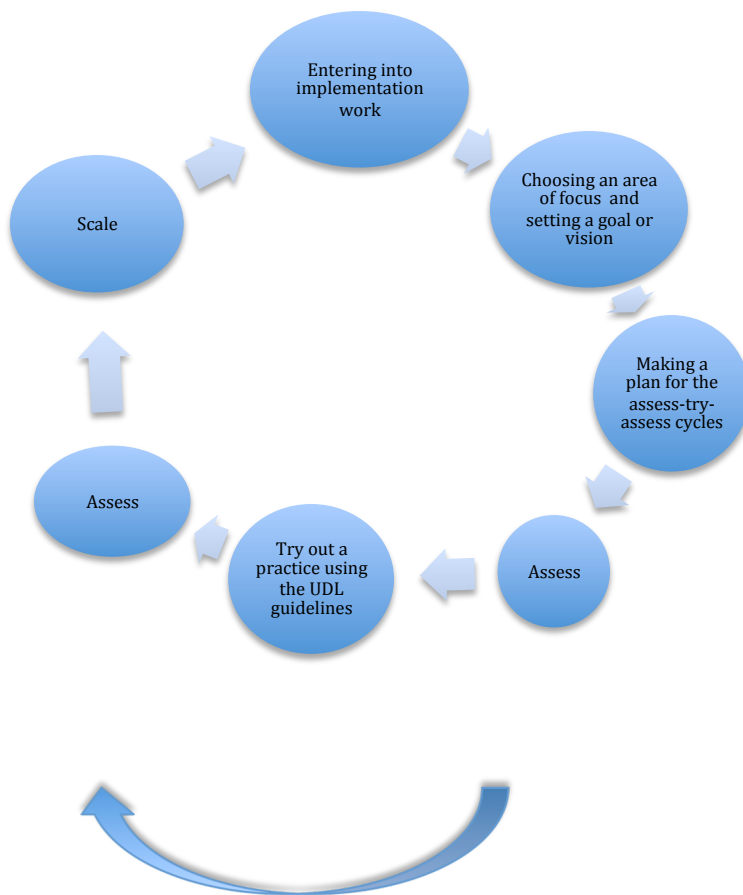 Entering into
implementation
work
Choosing an area
of focus and
setting a goal or
vision
Making a
plan for the
assess-try-
assess cycles
Assess
Try out a
practice using
the UDL
guidelines
Assess
Scale